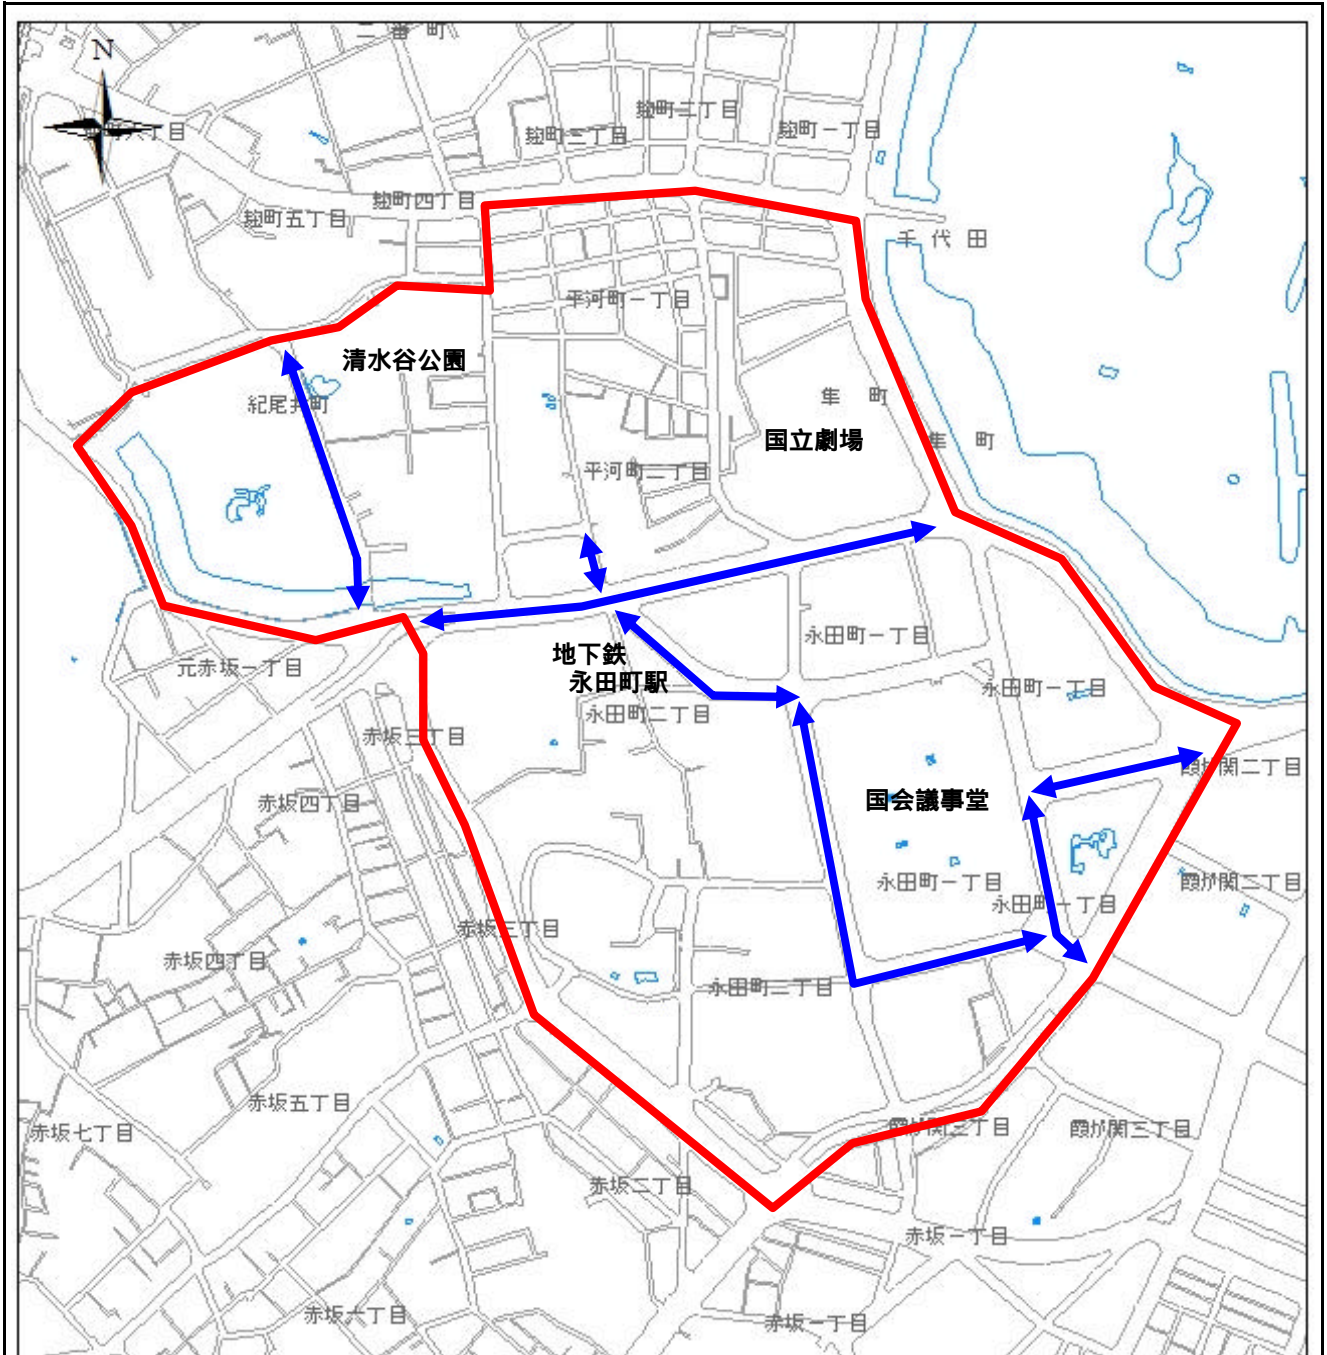 二番町
N
麹町二丁目
麹町三丁目
麹町一丁目
麹町四丁目
麹町五丁目
千代田
平河町一丁目
清水谷公園
紀尾井町
隼町
国立劇場
隼町
平河町二丁目
永田町一丁目
地下鉄
永田町駅
元赤坂一丁目
永田町一丁目
永田町二丁目
赤坂三丁目
霞が関二丁目
赤坂四丁目
国会議事堂
永田町一丁目
霞が関二丁目
永田町一丁目
赤坂三丁目
赤坂四丁目
永田町二丁目
赤坂五丁目
赤坂七丁目
霞が関三丁目
霞が関三丁目
赤坂二丁目
赤坂一丁目
赤坂六丁目
赤坂一丁目